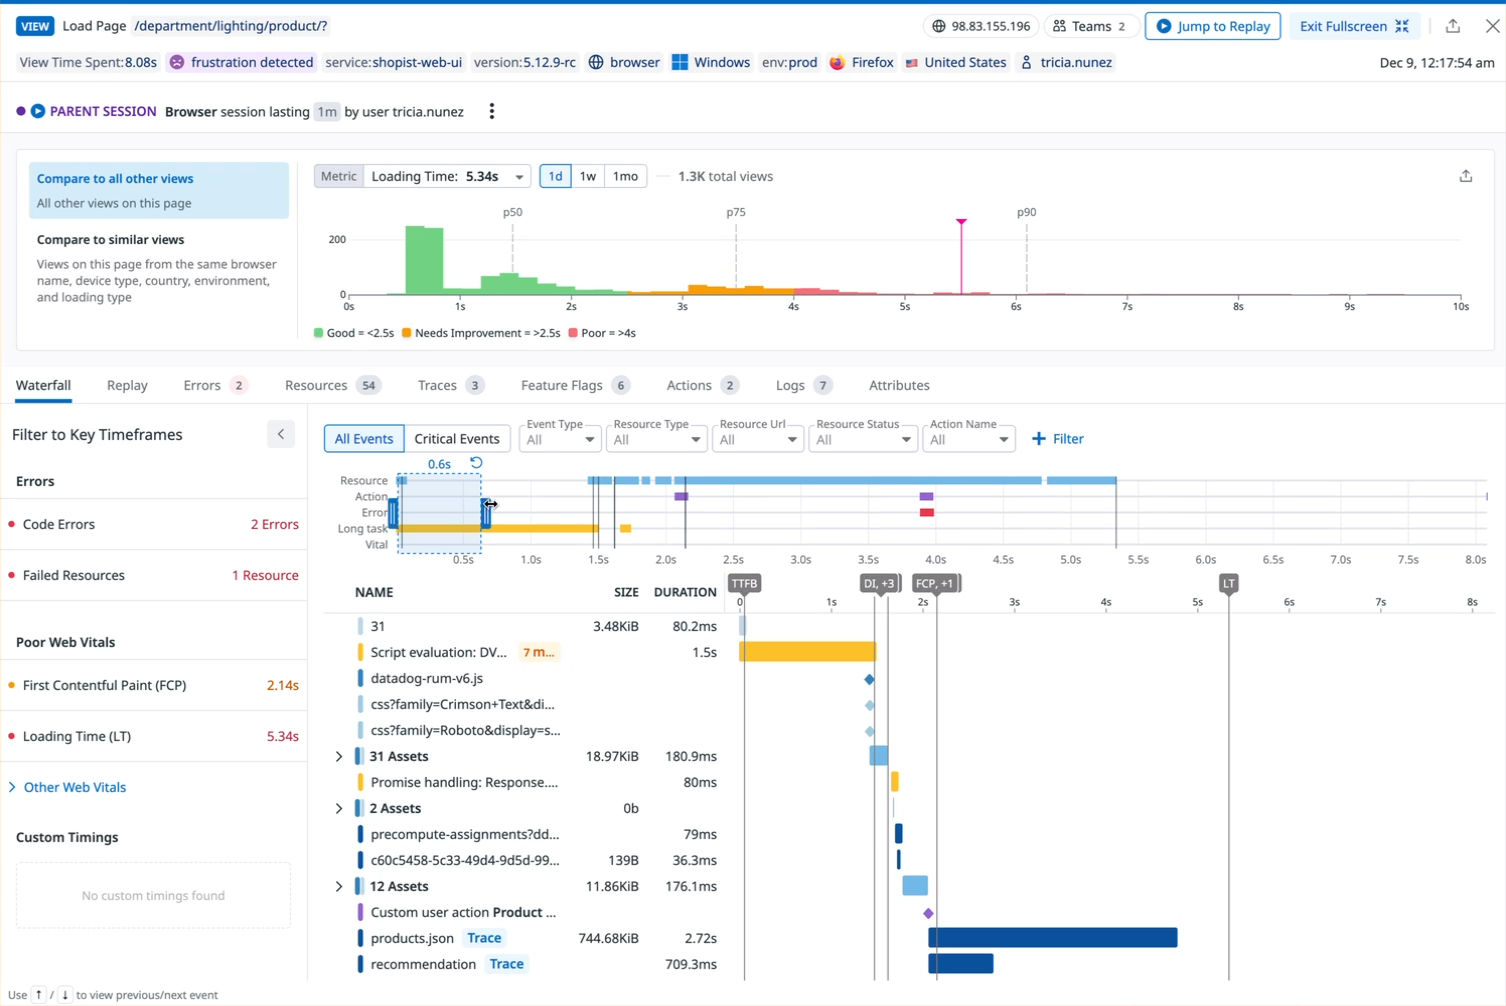 VIEW Load Page /department/lighting/product/? 98.83.155.196 Teams 2 Jump to Replay Exit Fullscreen
View Time Spent:8.08s frustration detected service:shopist-web-ui version:5.12.9-rc browser Windows env:prod Firefox United States tricia.nunez Dec 9, 12:17:54 am
PARENT SESSION Browser session lasting 1m by user tricia.nunez
Compare to all other views
All other views on this page
Compare to similar views
Views on this page from the same browser
name, device type, country, environment,
and loading type
Metric Loading Time: 5.34s 1d 1w 1mo 1.3K total views
p50 p75 p90
200
0
0s 1s 2s 3s 4s 5s 6s 7s 8s 9s 10s
Good = <2.5s Needs Improvement = >2.5s Poor = >4s
Waterfall Replay Errors 2 Resources 54 Traces 3 Feature Flags 6 Actions 2 Logs 7 Attributes
Filter to Key Timeframes
Errors
Code Errors 2 Errors
Failed Resources 1 Resource
Poor Web Vitals
First Contentful Paint (FCP) 2.14s
Loading Time (LT) 5.34s
Other Web Vitals
Custom Timings
No custom timings found
Use ↑ / ↓ to view previous/next event
All Events Critical Events
Event Type All
Resource Type All
Resource Url All
Resource Status All
Action Name All
+ Filter
0.6s
Resource
Action
Error
Long task
Vital
0.5s 1.0s 1.5s 2.0s 2.5s 3.0s 3.5s 4.0s 4.5s 5.0s 5.5s 6.0s 6.5s 7.0s 7.5s 8.0s
NAME SIZE DURATION
TTFB DI, +3 FCP, +1 LT
0 1s 2s 3s 4s 5s 6s 7s 8s
31 3.48KiB 80.2ms
Script evaluation: DV... 7 m... 1.5s
datadog-rum-v6.js
css?family=Crimson+Text&di...
css?family=Roboto&display=s...
31 Assets 18.97KiB 180.9ms
Promise handling: Response.... 80ms
2 Assets 0b
precompute-assignments?dd... 79ms
c60c5458-5c33-49d4-9d5d-99... 139B 36.3ms
12 Assets 11.86KiB 176.1ms
Custom user action Product ...
products.json Trace 744.68KiB 2.72s
recommendation Trace 709.3ms